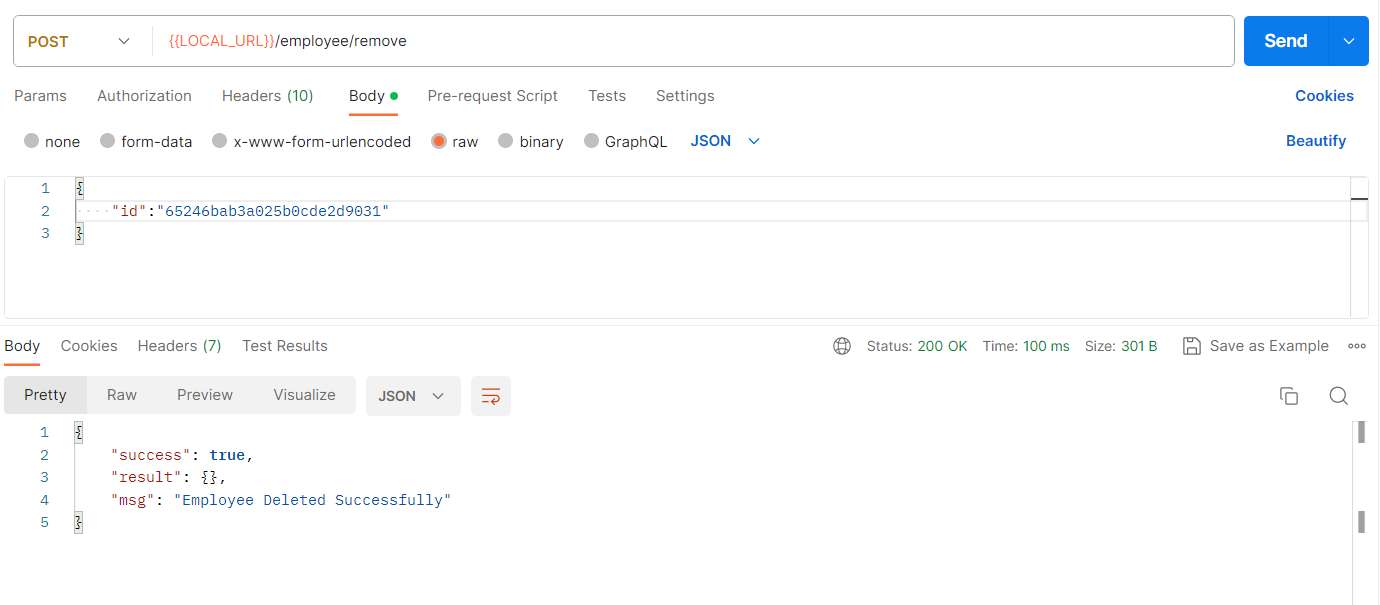 POST {{LOCAL_URL}}/employee/remove Send
Params Authorization Headers (10) Body Pre-request Script Tests Settings Cookies
none form-data x-www-form-urlencoded raw binary GraphQL JSON Beautify
1 {
2 "id":"65246bab3a025b0cde2d9031"
3 }
Body Cookies Headers (7) Test Results Status: 200 OK Time: 100 ms Size: 301 B Save as Example
Pretty Raw Preview Visualize JSON
1 {
2 "success": true,
3 "result": {},
4 "msg": "Employee Deleted Successfully"
5 }